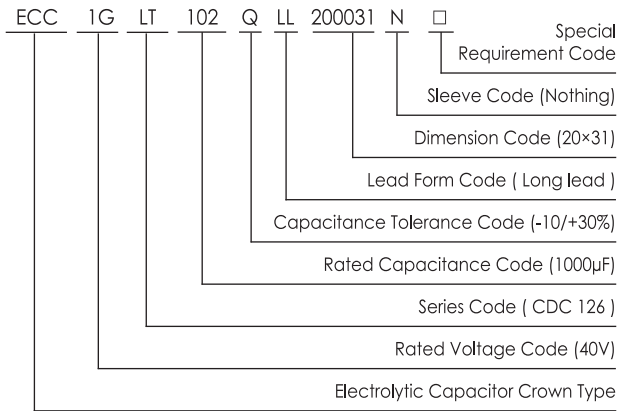 ECC 1G LT 102 Q LL 200031 N □
Special
Requirement Code
Sleeve Code (Nothing)
Dimension Code (20×31)
Lead Form Code ( Long lead )
Capacitance Tolerance Code (-10/+30%)
Rated Capacitance Code (1000µF)
Series Code ( CDC 126 )
Rated Voltage Code (40V)
Electrolytic Capacitor Crown Type